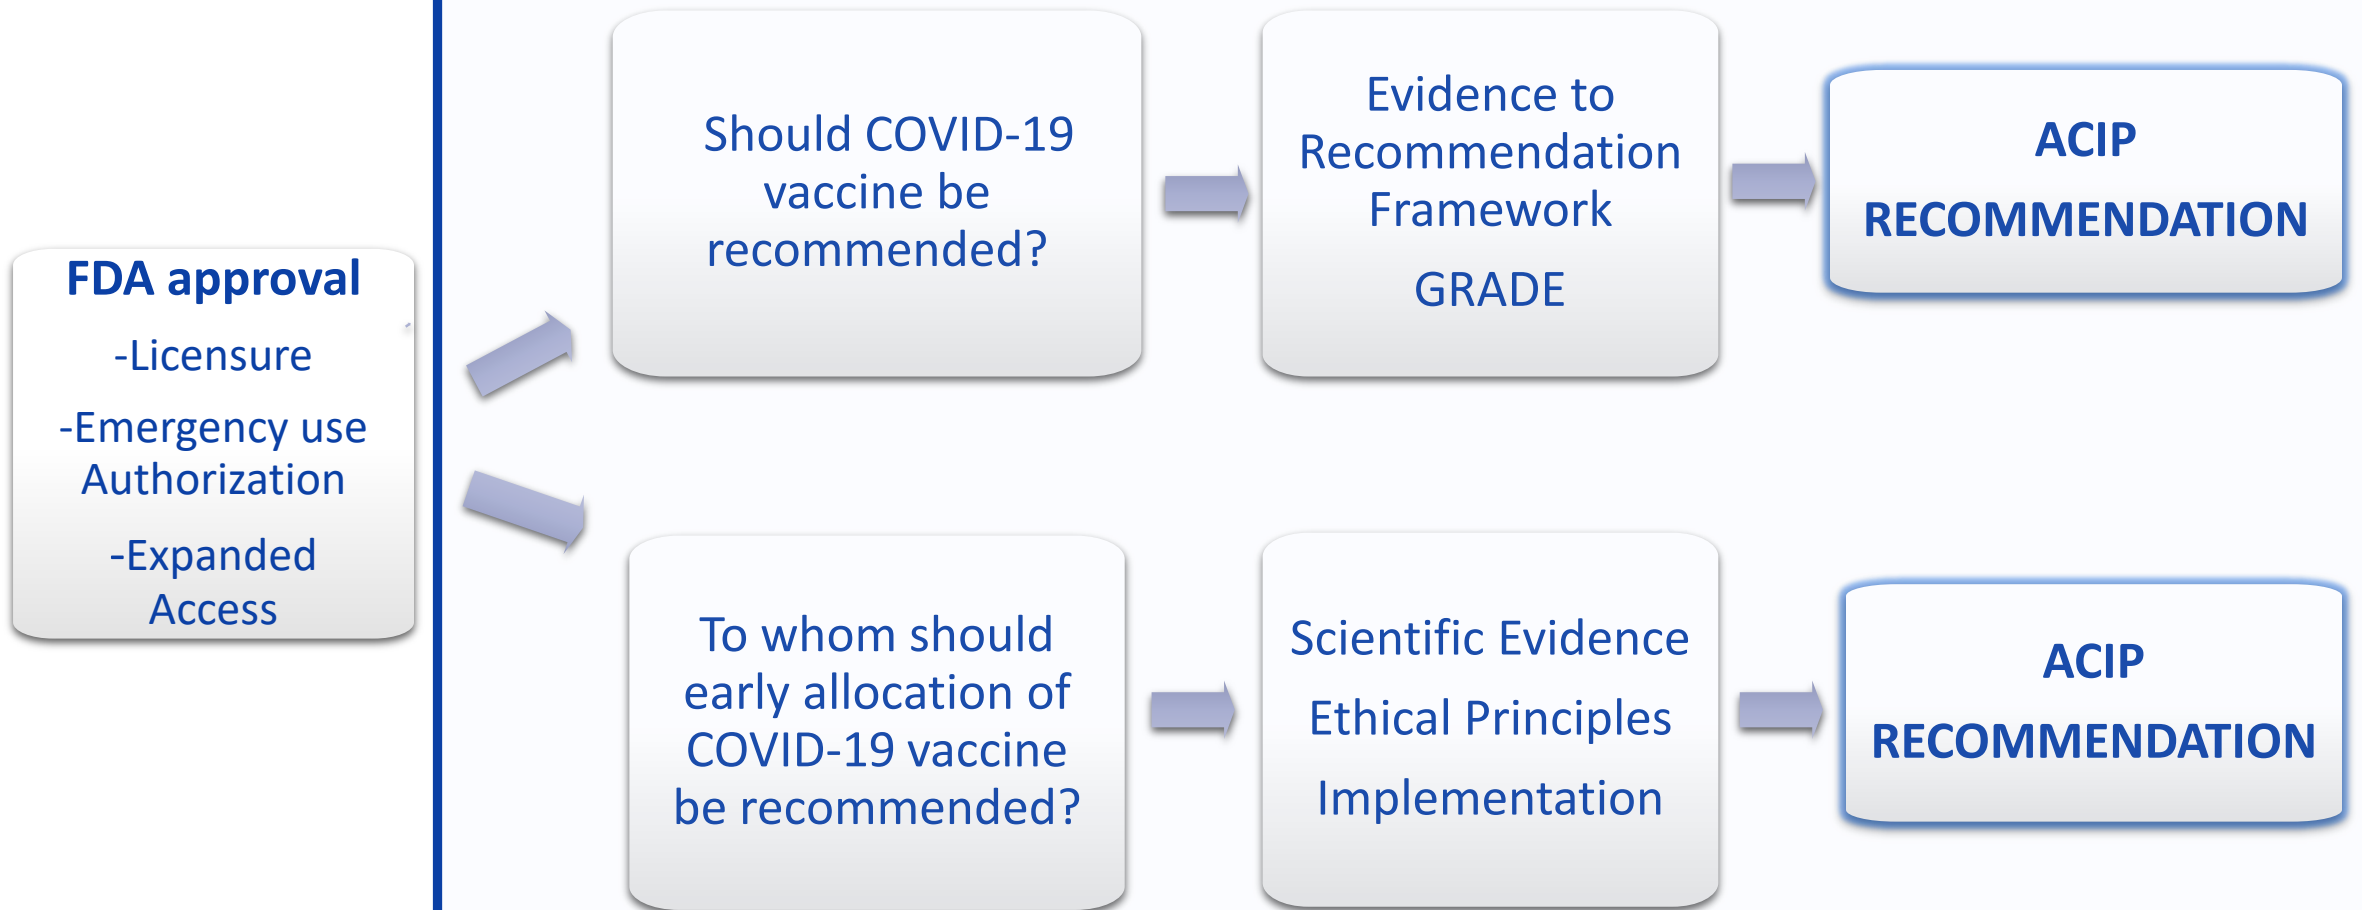 FDA approval
-Licensure
-Emergency use
Authorization
-Expanded
Access
Should COVID-19
vaccine be
recommended?
Evidence to
Recommendation
Framework
GRADE
ACIP
RECOMMENDATION
To whom should
early allocation of
COVID-19 vaccine
be recommended?
Scientific Evidence
Ethical Principles
Implementation
ACIP
RECOMMENDATION